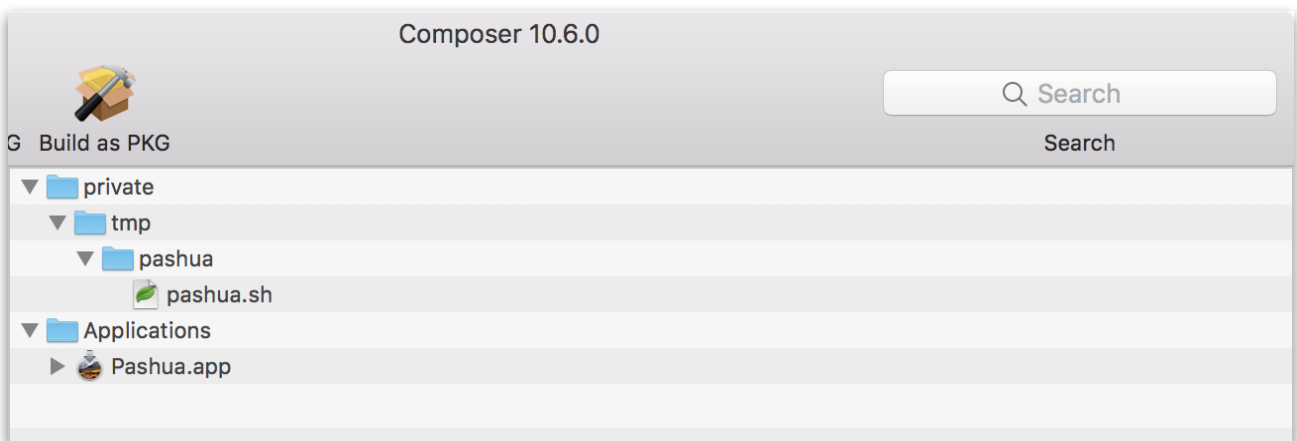 Composer 10.6.0
Search
G Build as PKG Search
private
tmp
pashua
pashua.sh
Applications
Pashua.app